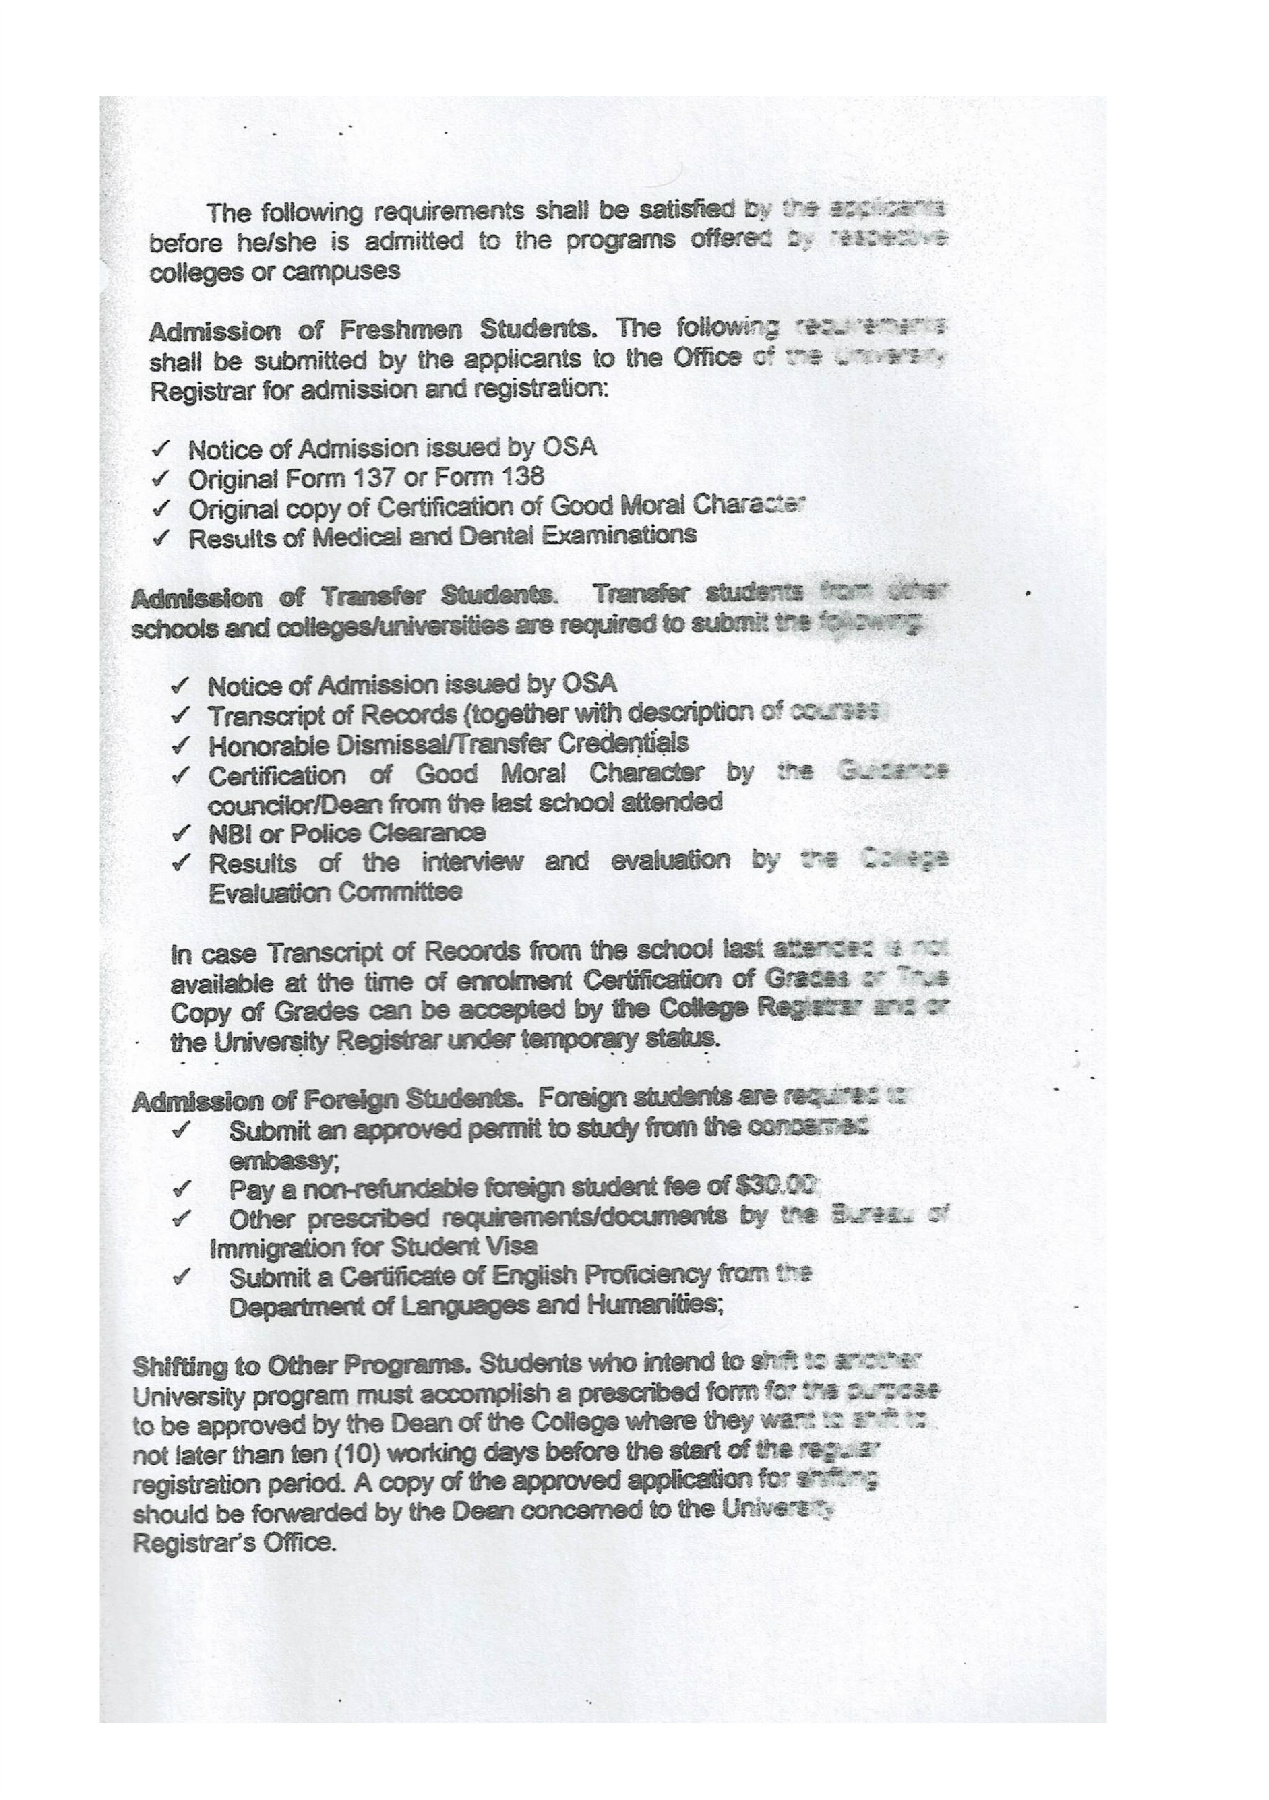 The following requirements shall be satisfied by the applicants
before he/she is admitted to the programs offered by respective
colleges or campuses
Admission of Freshmen Students. The following requirements
shall be submitted by the applicants to the Office of the University
Registrar for admission and registration:
✓ Notice of Admission issued by OSA
✓ Original Form 137 or Form 138
✓ Original copy of Certification of Good Moral Character
✓ Results of Medical and Dental Examinations
Admission of Transfer Students. Transfer students from other
schools and colleges/universities are required to submit the following:
✓ Notice of Admission issued by OSA
✓ Transcript of Records (together with description of courses)
✓ Honorable Dismissal/Transfer Credentials
✓ Certification of Good Moral Character by the Guidance
councilor/Dean from the last school attended
✓ NBI or Police Clearance
✓ Results of the interview and evaluation by the College
Evaluation Committee
In case Transcript of Records from the school last attended is not
available at the time of enrolment Certification of Grades or True
Copy of Grades can be accepted by the College Registrar and or
the University Registrar under temporary status.
Admission of Foreign Students. Foreign students are required to:
✓ Submit an approved permit to study from the concerned
embassy;
✓ Pay a non-refundable foreign student fee of $30.00
✓ Other prescribed requirements/documents by the Bureau of
Immigration for Student Visa
✓ Submit a Certificate of English Proficiency from the
Department of Languages and Humanities;
Shifting to Other Programs. Students who intend to shift to another
University program must accomplish a prescribed form for the purpose
to be approved by the Dean of the College where they want to shift to
not later than ten (10) working days before the start of the regular
registration period. A copy of the approved application for shifting
should be forwarded by the Dean concerned to the University
Registrar's Office.